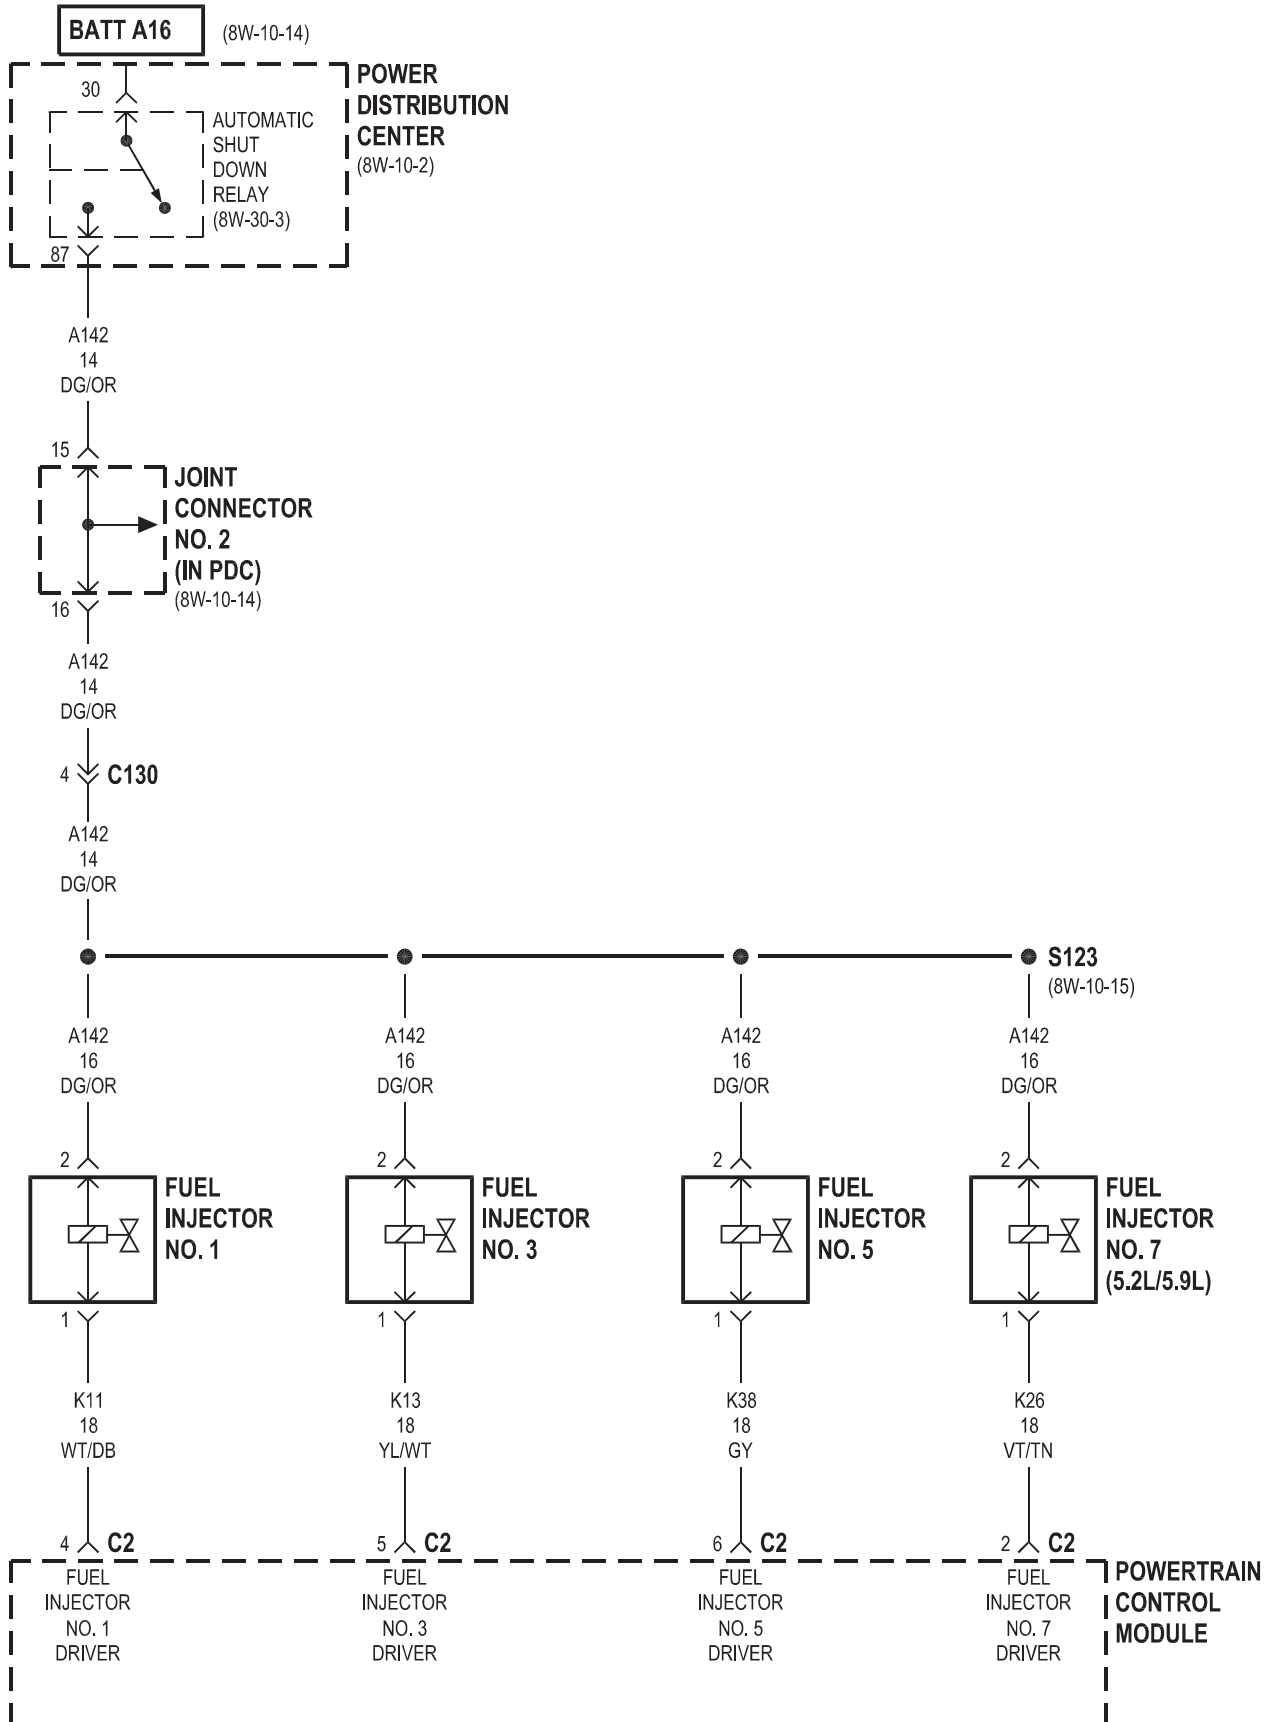 BATT A16
(8W-10-14)
30
POWER
DISTRIBUTION
CENTER
(8W-10-2)
AUTOMATIC
SHUT
DOWN
RELAY
(8W-30-3)
87
A142
14
DG/OR
15
JOINT
CONNECTOR
NO. 2
(IN PDC)
(8W-10-14)
16
A142
14
DG/OR
4
C130
A142
14
DG/OR
S123
(8W-10-15)
A142
16
DG/OR
A142
16
DG/OR
A142
16
DG/OR
A142
16
DG/OR
2
FUEL
INJECTOR
NO. 1
1
2
FUEL
INJECTOR
NO. 3
1
2
FUEL
INJECTOR
NO. 5
1
2
FUEL
INJECTOR
NO. 7
(5.2L/5.9L)
1
K11
18
WT/DB
K13
18
YL/WT
K38
18
GY
K26
18
VT/TN
4 C2
5 C2
6 C2
2 C2
FUEL
INJECTOR
NO. 1
DRIVER
FUEL
INJECTOR
NO. 3
DRIVER
FUEL
INJECTOR
NO. 5
DRIVER
FUEL
INJECTOR
NO. 7
DRIVER
POWERTRAIN
CONTROL
MODULE